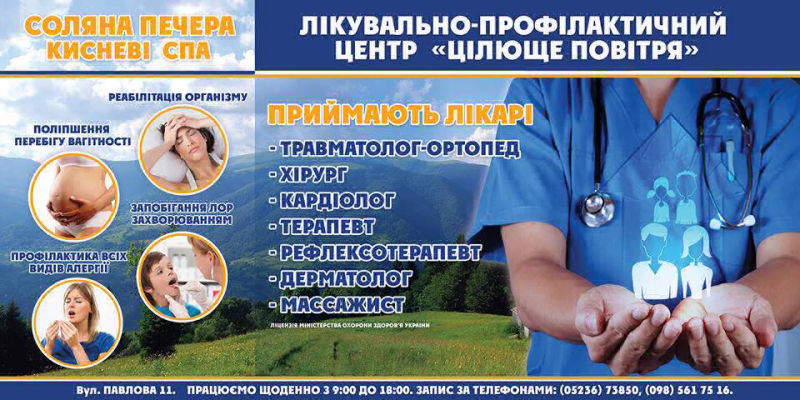 СОЛЯНА ПЕЧЕРА
КИСНЕВІ СПА
ЛІКУВАЛЬНО-ПРОФІЛАКТИЧНИЙ
ЦЕНТР «ЦІЛЮЩЕ ПОВІТРЯ»
РЕАБІЛІТАЦІЯ ОРГАНІЗМУ
ПОЛІПШЕННЯ
ПЕРЕБІГУ ВАГІТНОСТІ
ЗАПОБІГАННЯ ЛОР
ЗАХВОРЮВАННЯМ
ПРОФІЛАКТИКА ВСІХ
ВИДІВ АЛЕРГІЇ
ПРИЙМАЮТЬ ЛІКАРІ
- ТРАВМАТОЛОГ-ОРТОПЕД
- ХІРУРГ
- КАРДІОЛОГ
- ТЕРАПЕВТ
- РЕФЛЕКСОТЕРАПЕВТ
- ДЕРМАТОЛОГ
- МАССАЖИСТ
ЛІЦЕНЗІЯ МІНІСТЕРСТВА ОХОРОНИ ЗДОРОВ'Я УКРАЇНИ
Вул. ПАВЛОВА 11. ПРАЦЮЄМО ЩОДЕННО З 9:00 ДО 18:00. ЗАПИС ЗА ТЕЛЕФОНАМИ: (05236) 73850, (098) 561 75 16.